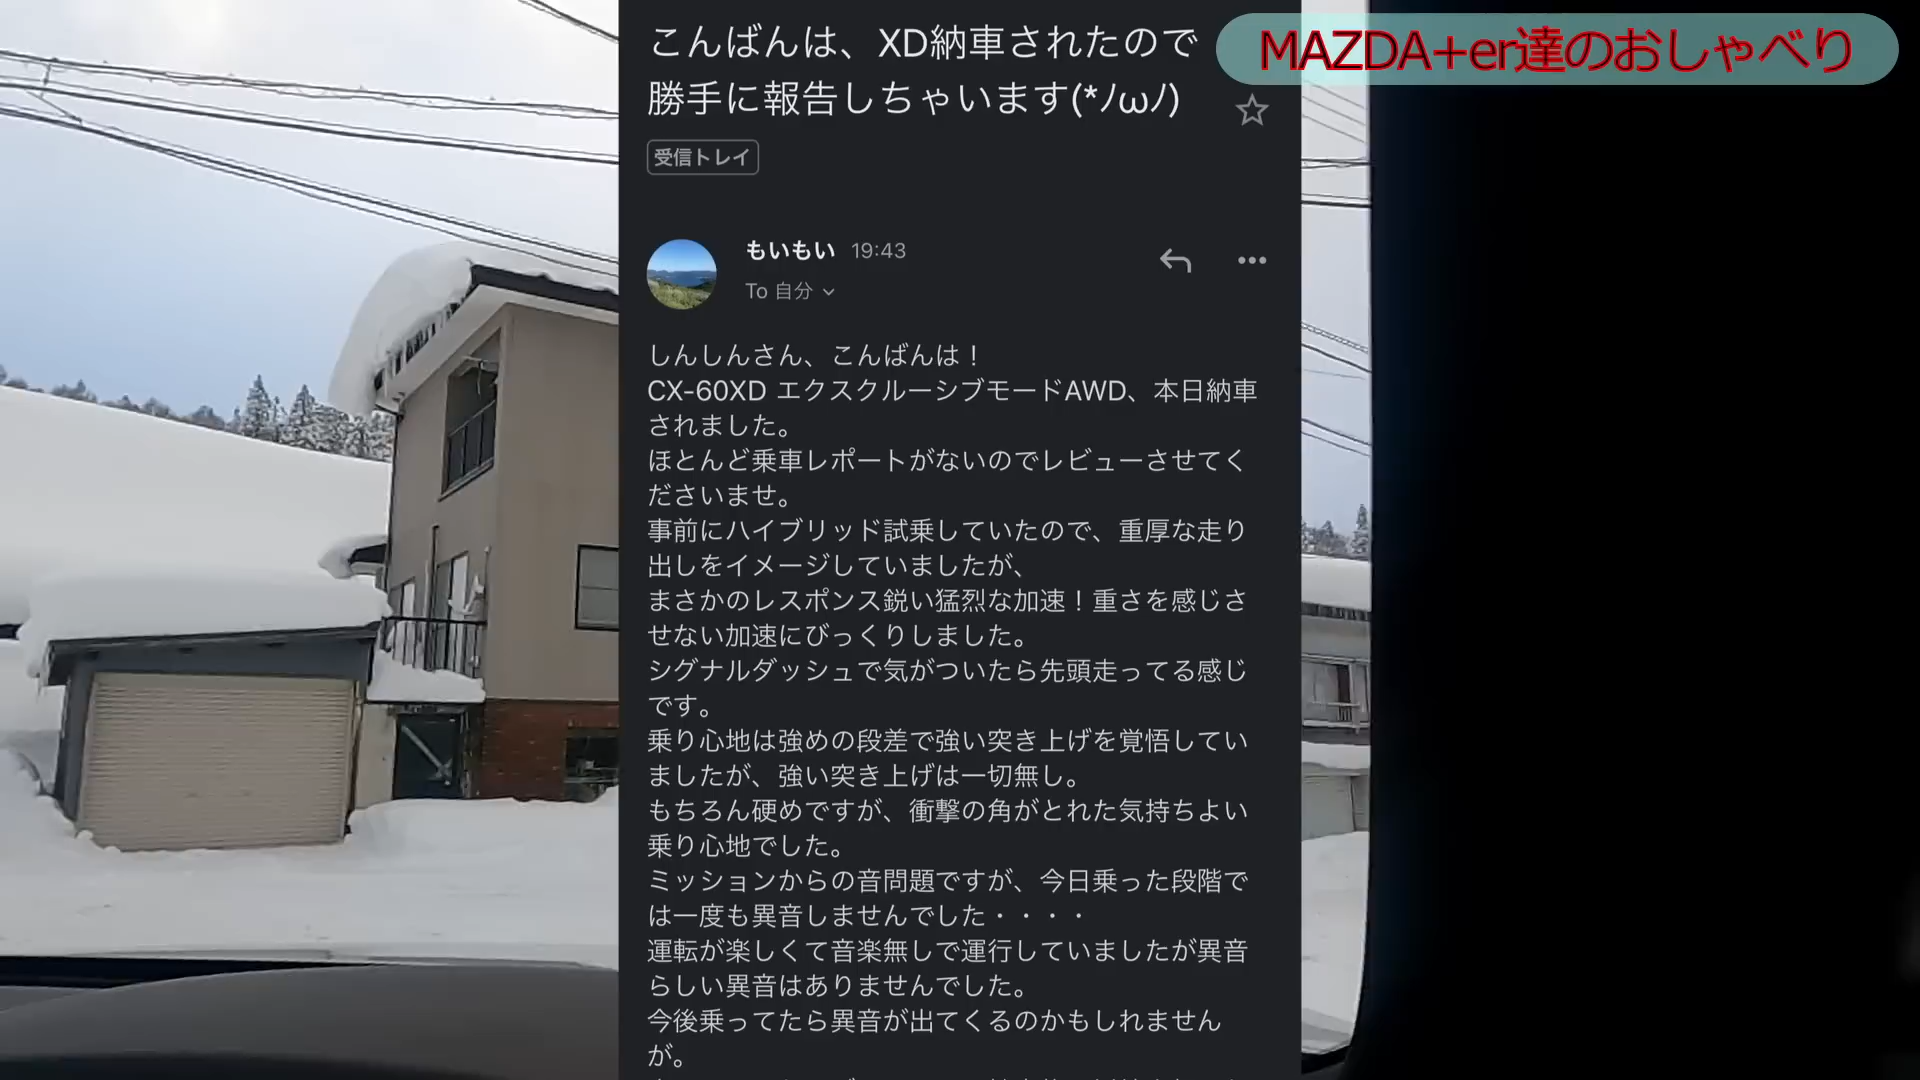 MAZDA+er達のおしゃべり
こんばんは、XD納車されたので
勝手に報告しちゃいます(*ノωノ)
受信トレイ
もいもい 19:43
To 自分
しんしんさん、こんばんは！
CX-60XD エクスクルーシブモードAWD、本日納車
されました。
ほとんど乗車レポートがないのでレビューさせてく
ださいませ。
事前にハイブリッド試乗していたので、重厚な走り
出しをイメージしていましたが、
まさかのレスポンス鋭い猛烈な加速！重さを感じさ
せない加速にびっくりしました。
シグナルダッシュで気がついたら先頭走ってる感じ
です。
乗り心地は強めの段差で強い突き上げを覚悟してい
ましたが、強い突き上げは一切無し。
もちろん硬めですが、衝撃の角がとれた気持ちよい
乗り心地でした。
ミッションからの音問題ですが、今日乗った段階で
は一度も異音しませんでした・・・・
運転が楽しくて音楽無しで運行していましたが異音
らしい異音はありませんでした。
今後乗ってたら異音が出てくるのかもしれません
が。